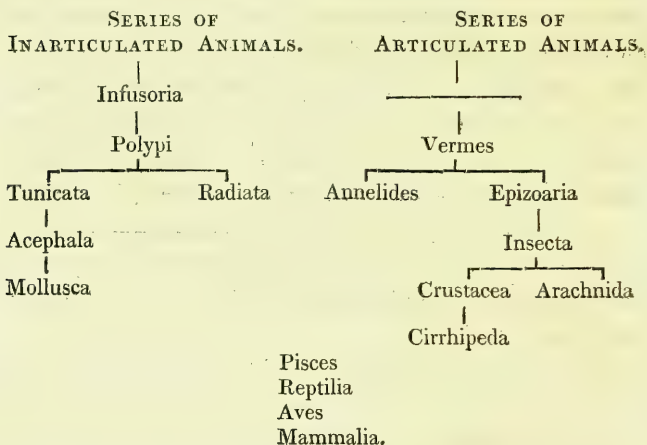 SERIES OF
INARTICULATED ANIMALS.
SERIES OF
ARTICULATED ANIMALS.
Infusoria
Polypi
Vermes
Tunicata Radiata Annelides Epizoaria
Acephala
Insecta
Mollusca
Crustacea Arachnida
Cirrhipeda
Pisces
Reptilia
Aves
Mammalia.